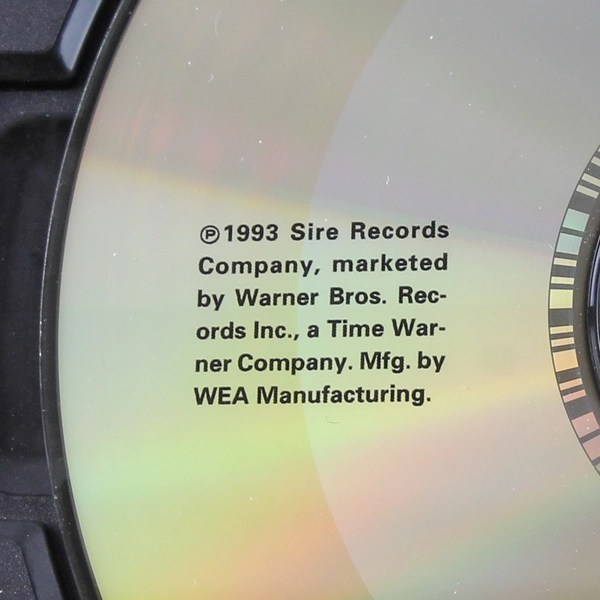 ℗1993 Sire Records
Company, marketed
by Warner Bros. Rec-
ords Inc., a Time War-
ner Company. Mfg. by
WEA Manufacturing.